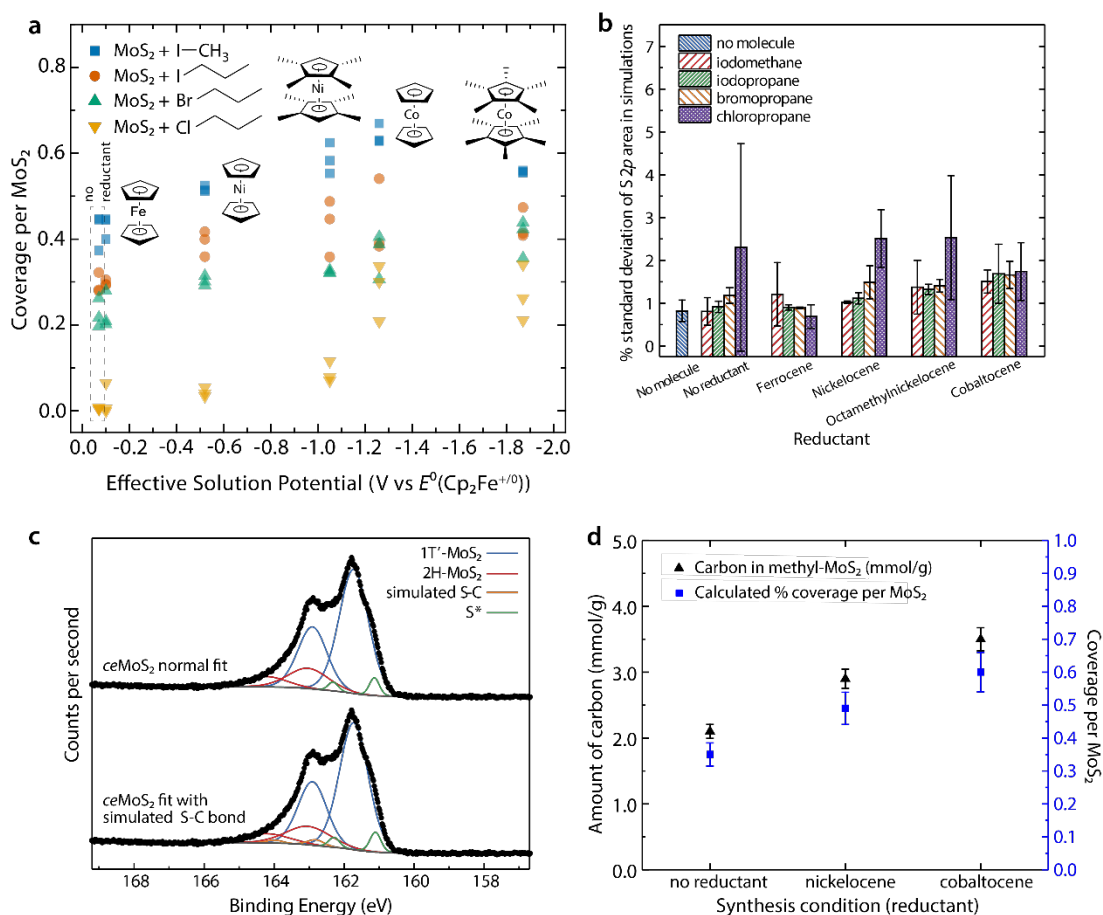 a
MoS2 + I—CH3
MoS2 + I
MoS2 + Br
MoS2 + Cl
Ni
Co
Co
Fe
Ni
no
reductant
0.8
0.6
0.4
0.2
0.0
Coverage per MoS2
0.0 -0.2 -0.4 -0.6 -0.8 -1.0 -1.2 -1.4 -1.6 -1.8 -2.0
Effective Solution Potential (V vs E0(Cp2Fe+/0))
b
no molecule
iodomethane
iodopropane
bromopropane
chloropropane
7
6
5
4
3
2
1
0
% standard deviation of S 2p area in simulations
No molecule
No reductant
Ferrocene
Nickelocene
Octamethylnickelocene
Cobaltocene
Reductant
c
1T’-MoS2
2H-MoS2
simulated S-C
S*
ceMoS2 normal fit
ceMoS2 fit with
simulated S-C bond
Counts per second
168 166 164 162 160 158
Binding Energy (eV)
d
Carbon in methyl-MoS2 (mmol/g)
Calculated % coverage per MoS2
5.0
4.0
3.0
2.0
1.0
0.0
Amount of carbon (mmol/g)
1.0
0.9
0.8
0.7
0.6
0.5
0.4
0.3
0.2
0.1
0.0
Coverage per MoS2
no reductant nickelocene cobaltocene
Synthesis condition (reductant)